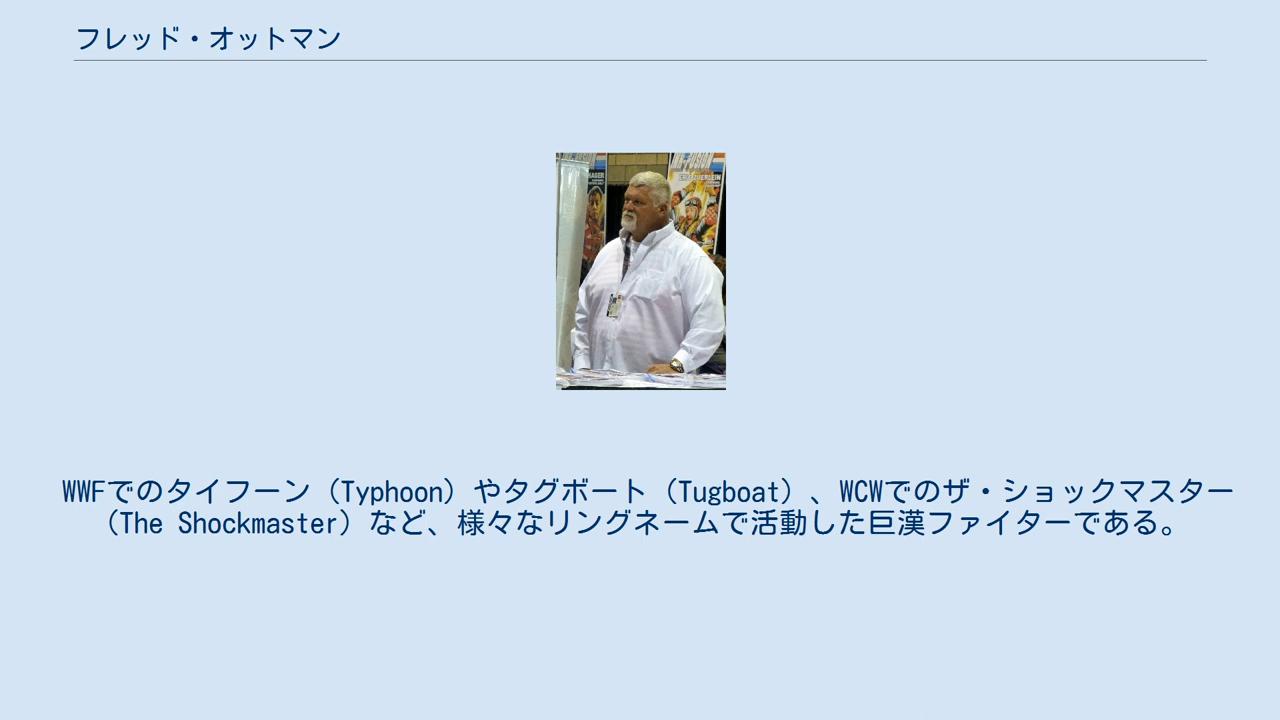 フレッド・オットマン
WWFでのタイフーン（Typhoon）やタグボート（Tugboat）、WCWでのザ・ショックマスター
（The Shockmaster）など、様々なリングネームで活動した巨漢ファイターである。